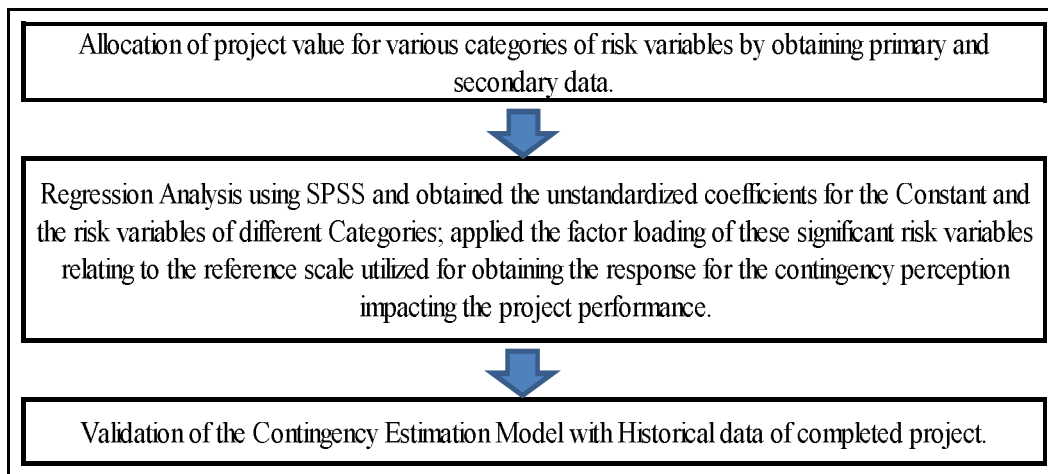 Allocation of project value for various categories of risk variables by obtaining primary and
secondary data.
Regression Analysis using SPSS and obtained the unstandardized coefficients for the Constant and
the risk variables of different Categories; applied the factor loading of these significant risk variables
relating to the reference scale utilized for obtaining the response for the contingency perception
impacting the project performance.
Validation of the Contingency Estimation Model with Historical data of completed project.